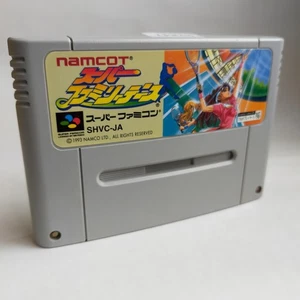 namcot
スーパー
ファミリーテニス
スーパーファミコン
SHVC-JA
© 1993 NAMCO LTD., ALL RIGHTS RESERVED